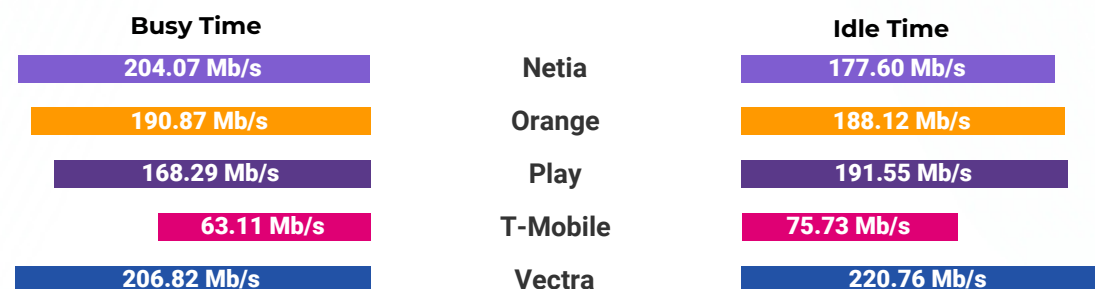 Busy Time Idle Time
204.07 Mb/s Netia 177.60 Mb/s
190.87 Mb/s Orange 188.12 Mb/s
168.29 Mb/s Play 191.55 Mb/s
63.11 Mb/s T-Mobile 75.73 Mb/s
206.82 Mb/s Vectra 220.76 Mb/s